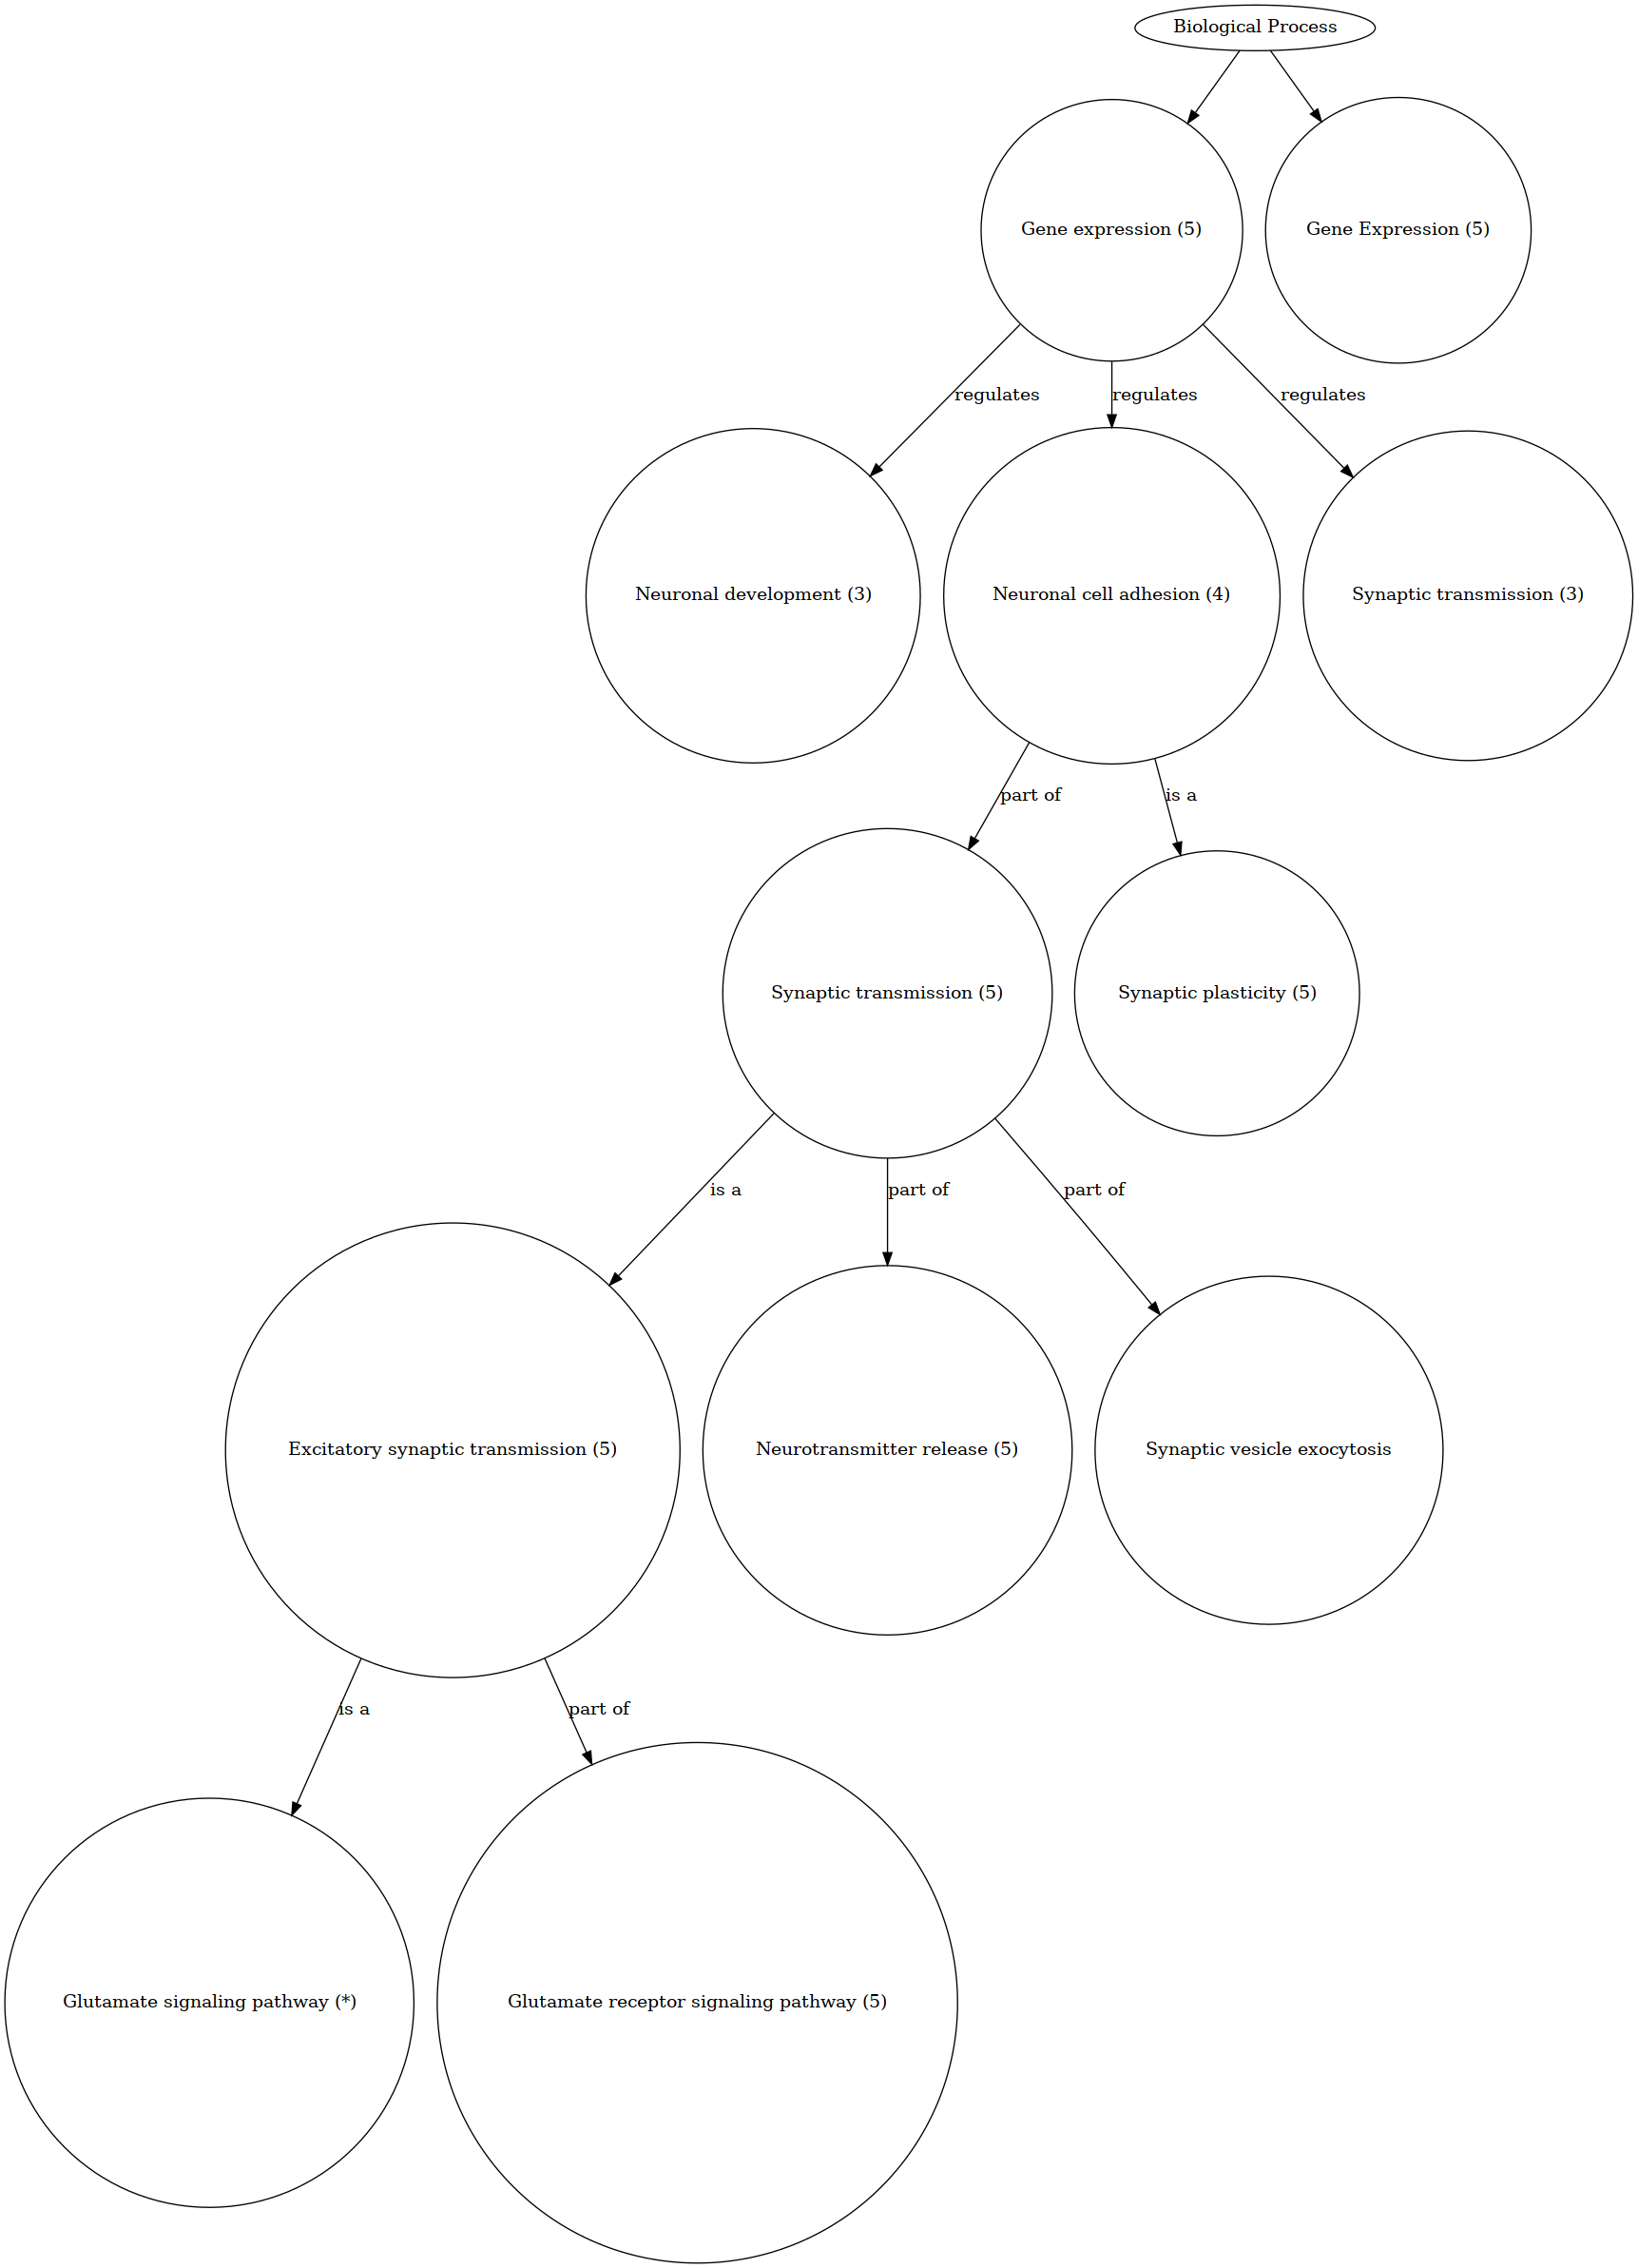 Biological Process
Gene expression (5)
Gene Expression (5)
regulates
regulates
regulates
Neuronal development (3)
Neuronal cell adhesion (4)
Synaptic transmission (3)
part of
is a
Synaptic transmission (5)
Synaptic plasticity (5)
is a
part of
part of
Excitatory synaptic transmission (5)
Neurotransmitter release (5)
Synaptic vesicle exocytosis
is a
part of
Glutamate signaling pathway (*)
Glutamate receptor signaling pathway (5)